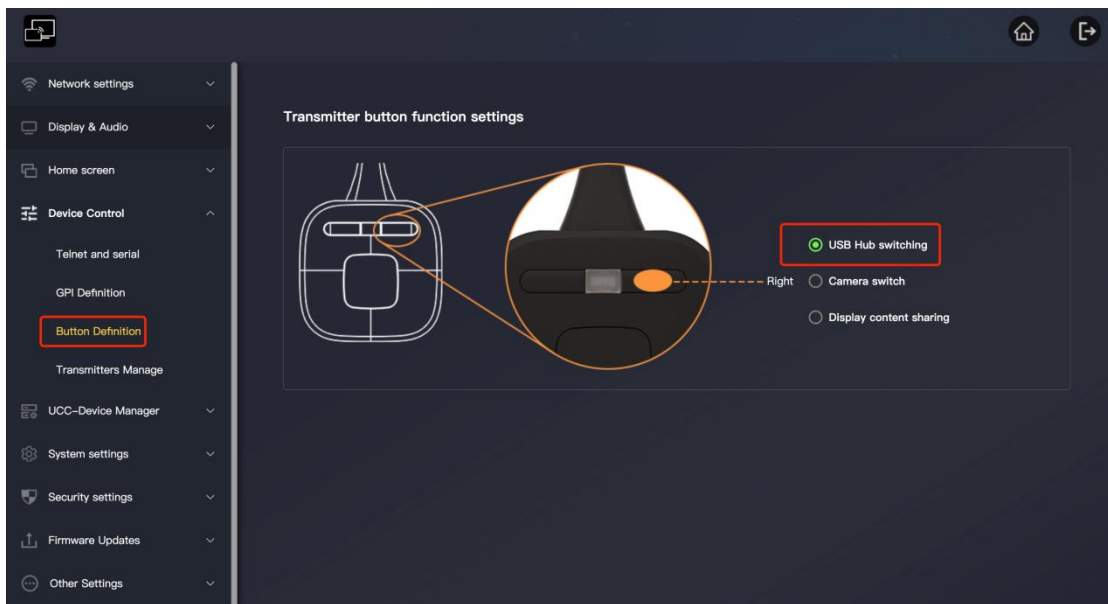 Network settings
Display & Audio
Home screen
Device Control
Telnet and serial
GPI Definition
Button Definition
Transmitters Manage
UCC-Device Manager
System settings
Security settings
Firmware Updates
Other Settings
Transmitter button function settings
USB Hub switching
Right Camera switch
Display content sharing